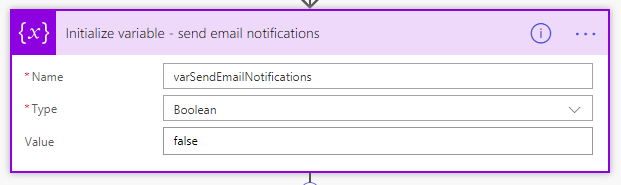 {x} Initialize variable - send email notifications
* Name varSendEmailNotifications
* Type Boolean
Value false